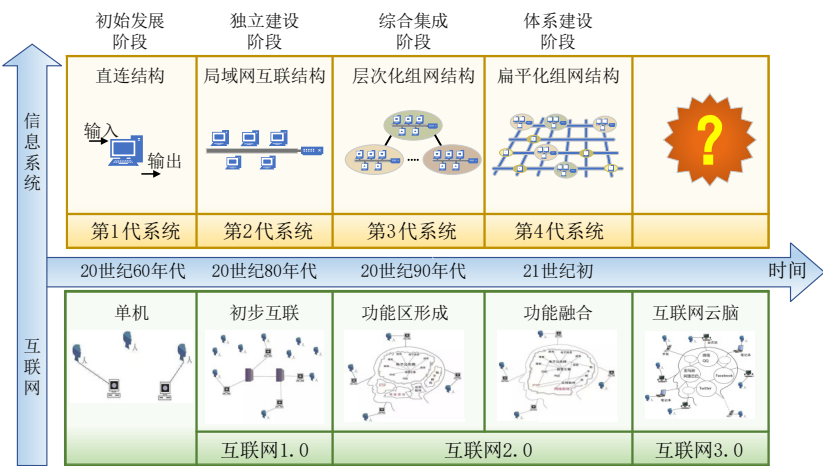 初始发展
阶段
独立建设
阶段
综合集成
阶段
体系建设
阶段
信息系统
直连结构
局域网互联结构
层次化组网结构
扁平化组网结构
输入
输出
....
?
第1代系统
第2代系统
第3代系统
第4代系统
20世纪60年代
20世纪80年代
20世纪90年代
21世纪初
时间
互联网
单机
初步互联
功能区形成
功能融合
互联网云脑
Facebook
Twitter
QQ
互联网1.0
互联网2.0
互联网3.0